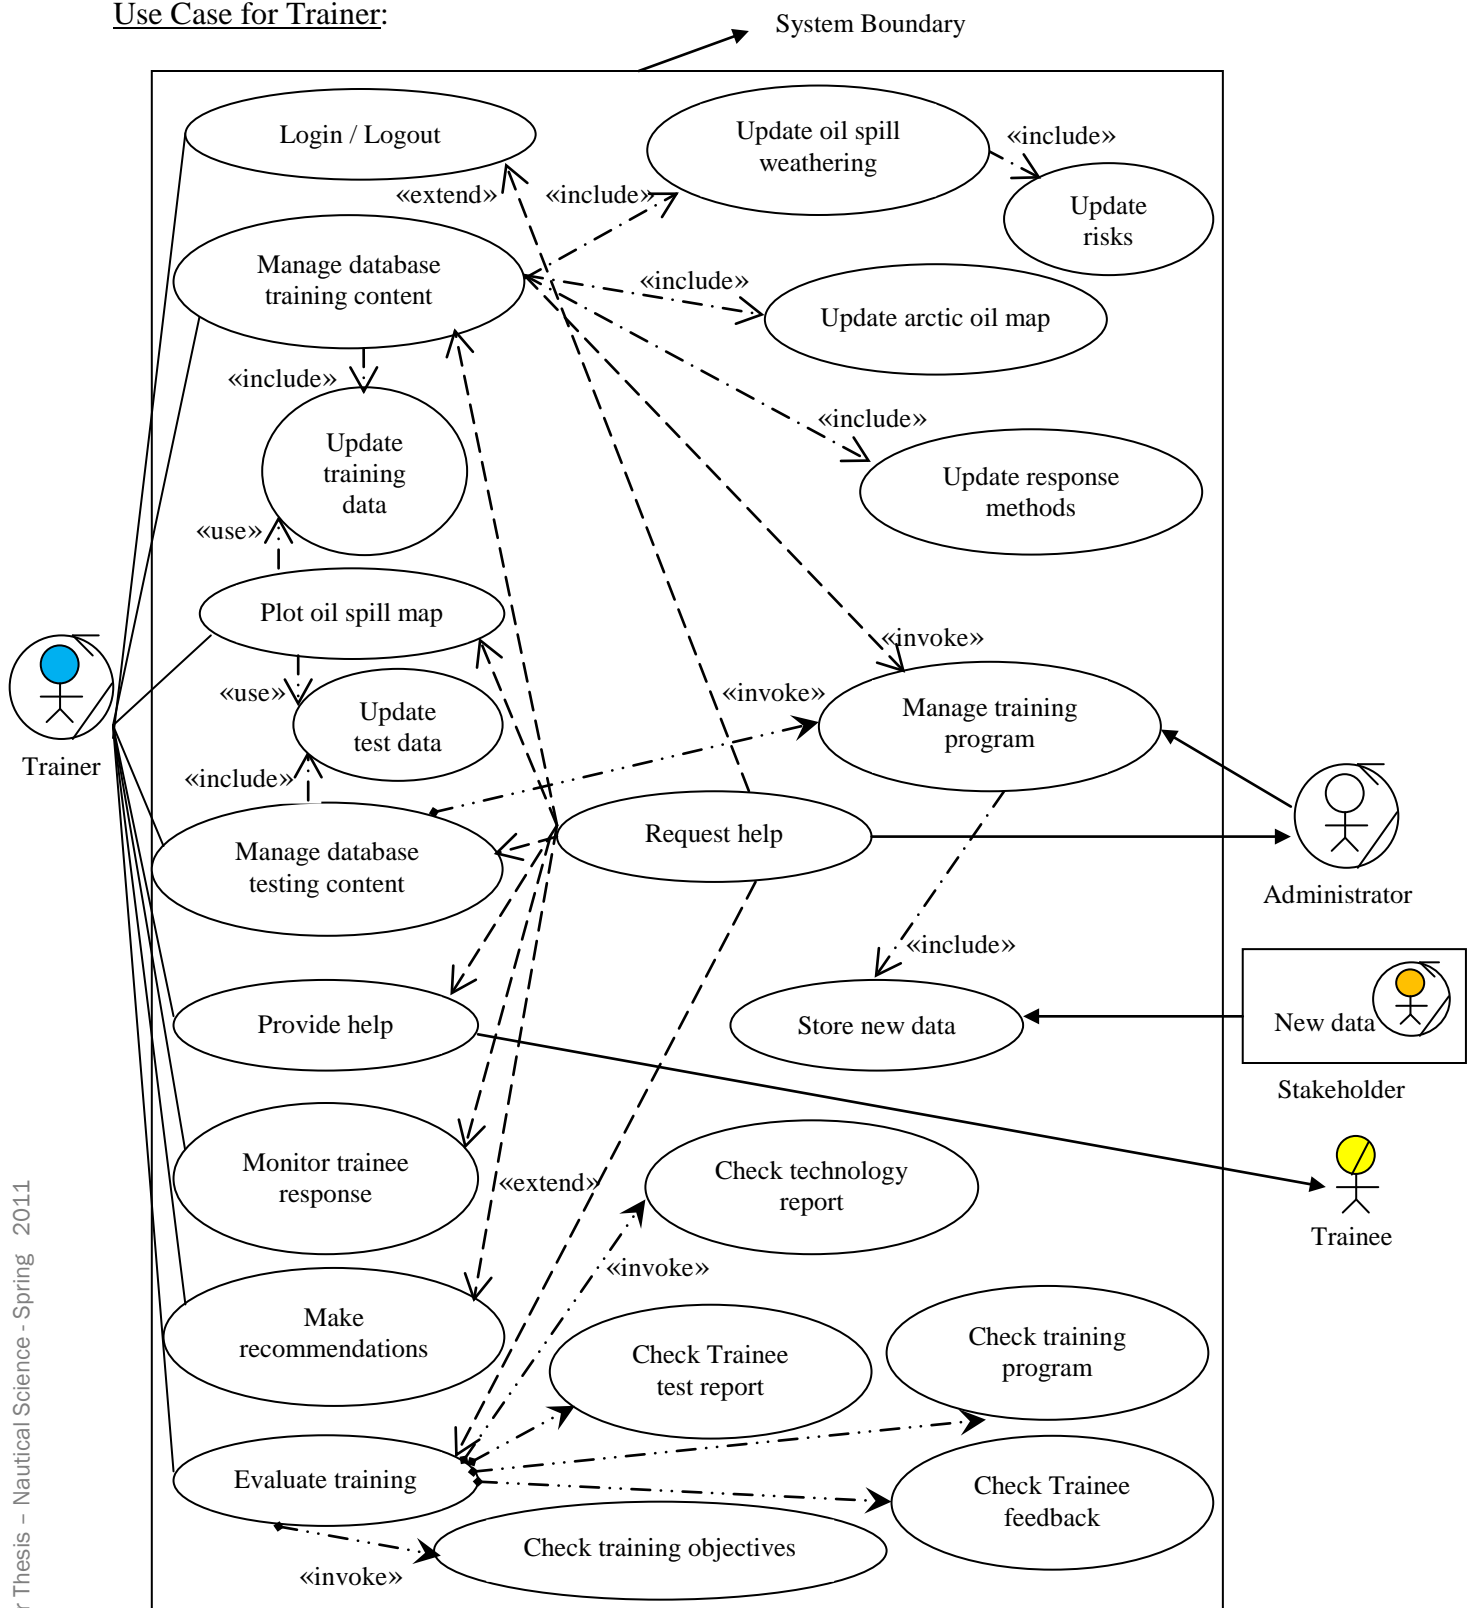 Use Case for Trainer:
System Boundary
Login / Logout
Update oil spill
weathering
«include»
«extend»
«include»
Update
risks
Manage database
training content
«include»
Update arctic oil map
«include»
«include»
Update
training
data
Update response
methods
«use»
Plot oil spill map
«invoke»
«use»
Update
test data
«invoke»
Manage training
program
Trainer
«include»
Manage database
testing content
Request help
Administrator
«include»
Provide help
Store new data
New data
Stakeholder
Monitor trainee
response
«extend»
Check technology
report
Trainee
«invoke»
Make
recommendations
Check Trainee
test report
Check training
program
Evaluate training
Check Trainee
feedback
Check training objectives
«invoke»
r Thesis – Nautical Science - Spring 2011